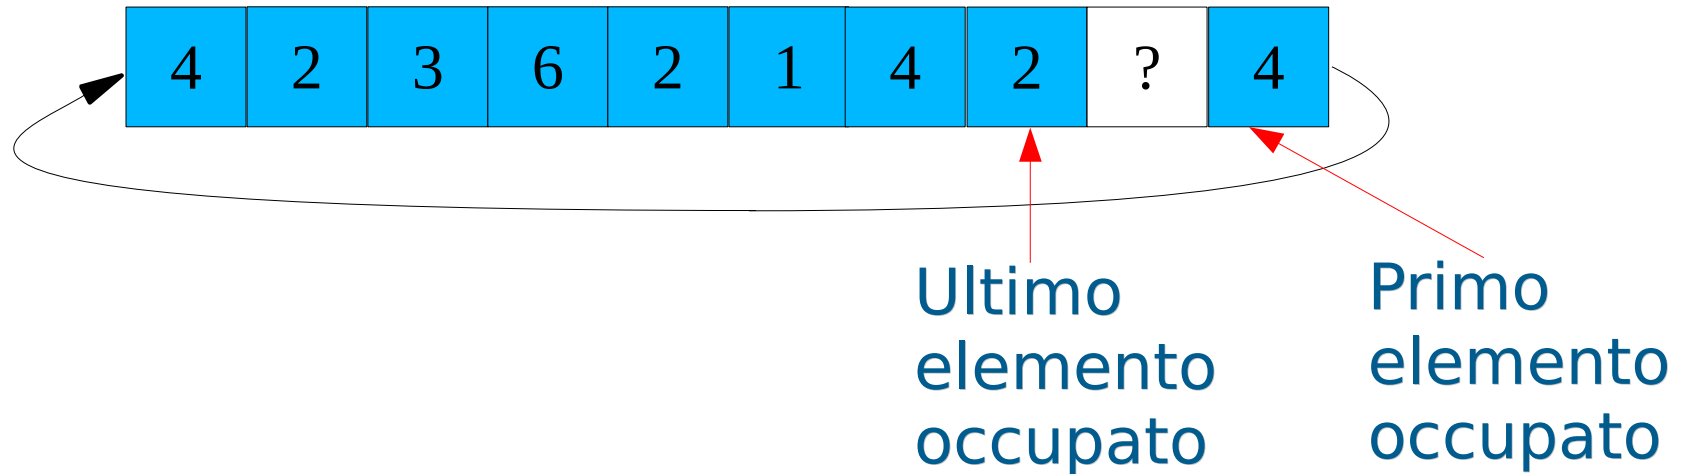 4 2 3 6 2 1 4 2 ? 4
Ultimo
elemento
occupato
Primo
elemento
occupato